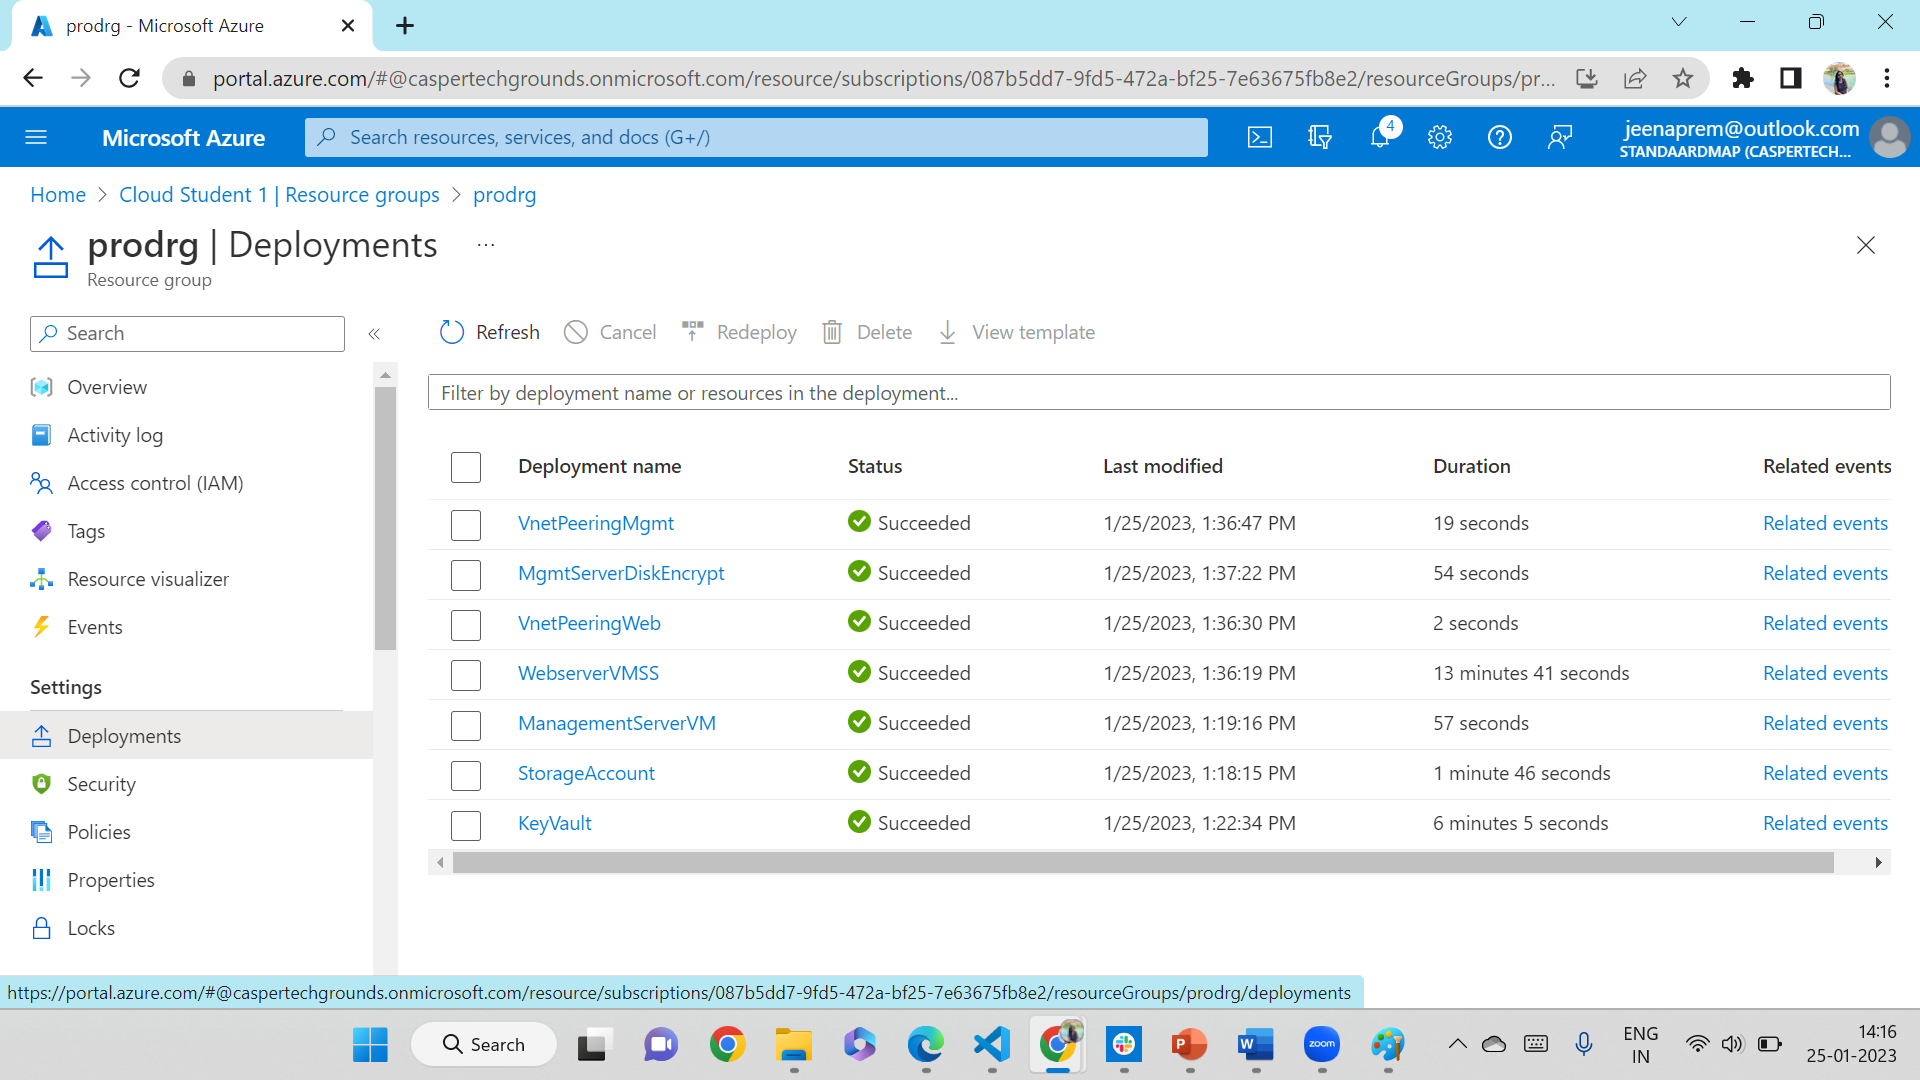 prodrg - Microsoft Azure
portal.azure.com/#@caspertechgrounds.onmicrosoft.com/resource/subscriptions/087b5dd7-9fd5-472a-bf25-7e63675fb8e2/resourceGroups/pr...
Microsoft Azure
Search resources, services, and docs (G+/)
4
jeenaprem@outlook.com
STANDAARDMAP (CASPERTECH...
Home > Cloud Student 1 | Resource groups > prodrg
prodrg | Deployments ...
Resource group
Search
«
Refresh Cancel Redeploy Delete View template
Filter by deployment name or resources in the deployment...
Overview
Activity log
Access control (IAM)
Tags
Resource visualizer
Events
Settings
Deployments
Security
Policies
Properties
Locks
Deployment name Status Last modified Duration Related events
VnetPeeringMgmt Succeeded 1/25/2023, 1:36:47 PM 19 seconds Related events
MgmtServerDiskEncrypt Succeeded 1/25/2023, 1:37:22 PM 54 seconds Related events
VnetPeeringWeb Succeeded 1/25/2023, 1:36:30 PM 2 seconds Related events
WebserverVMSS Succeeded 1/25/2023, 1:36:19 PM 13 minutes 41 seconds Related events
ManagementServerVM Succeeded 1/25/2023, 1:19:16 PM 57 seconds Related events
StorageAccount Succeeded 1/25/2023, 1:18:15 PM 1 minute 46 seconds Related events
KeyVault Succeeded 1/25/2023, 1:22:34 PM 6 minutes 5 seconds Related events
https://portal.azure.com/#@caspertechgrounds.onmicrosoft.com/resource/subscriptions/087b5dd7-9fd5-472a-bf25-7e63675fb8e2/resourceGroups/prodrg/deployments
Search
P
W
zoom
ENG
IN
14:16
25-01-2023